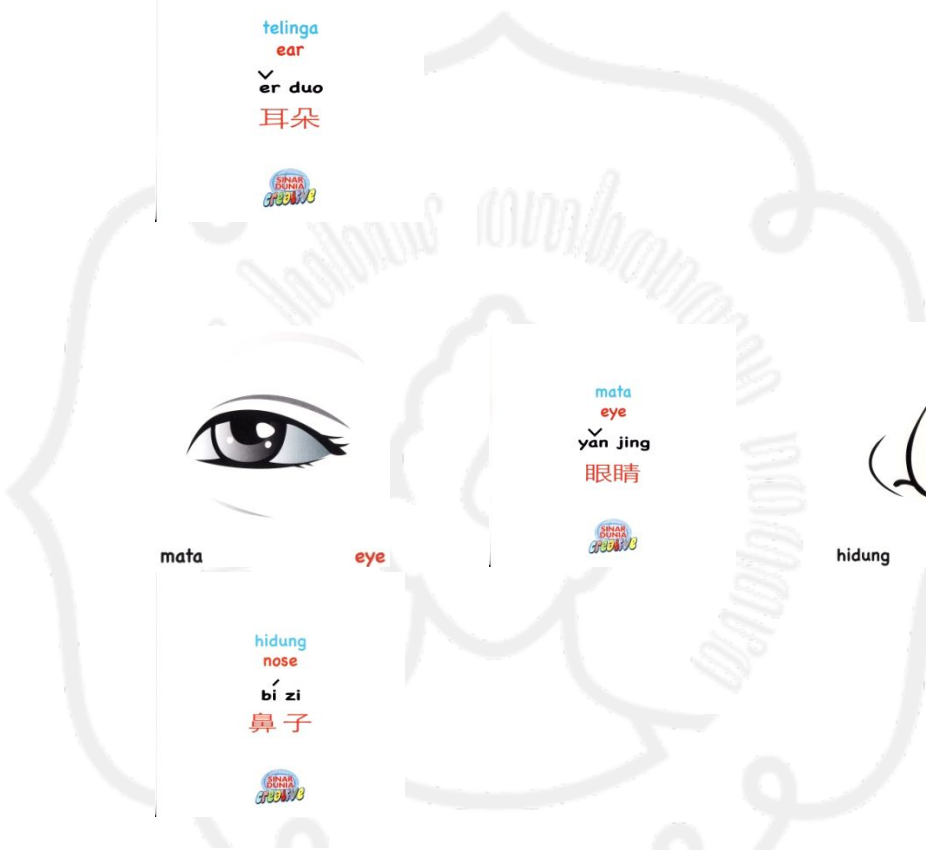 telinga
ear
ěr duo
耳朵
SINAR
DUNIA
creative
mata
eye
mata
eye
yǎn jing
眼睛
SINAR
DUNIA
creative
hidung
hidung
nose
bí zi
鼻子
SINAR
DUNIA
creative